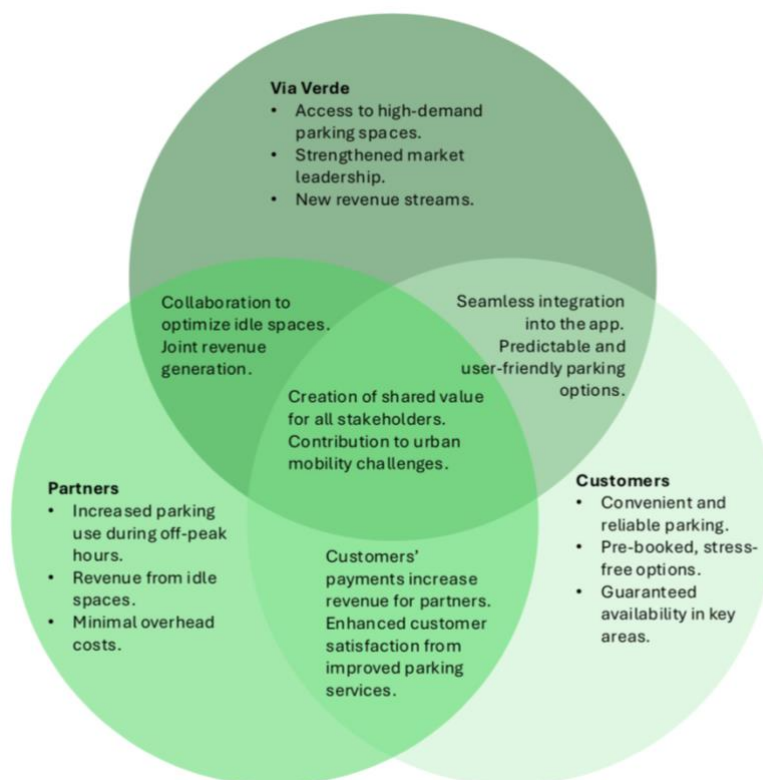 Via Verde
• Access to high-demand
parking spaces.
• Strengthened market
leadership.
• New revenue streams.
Collaboration to
optimize idle spaces.
Joint revenue
generation.
Seamless integration
into the app.
Predictable and
user-friendly parking
options.
Creation of shared value
for all stakeholders.
Contribution to urban
mobility challenges.
Partners
• Increased parking
use during off-peak
hours.
• Revenue from idle
spaces.
• Minimal overhead
costs.
Customers
• Convenient and
reliable parking.
• Pre-booked, stress-
free options.
• Guaranteed
availability in key
areas.
Customers’
payments increase
revenue for partners.
Enhanced customer
satisfaction from
improved parking
services.